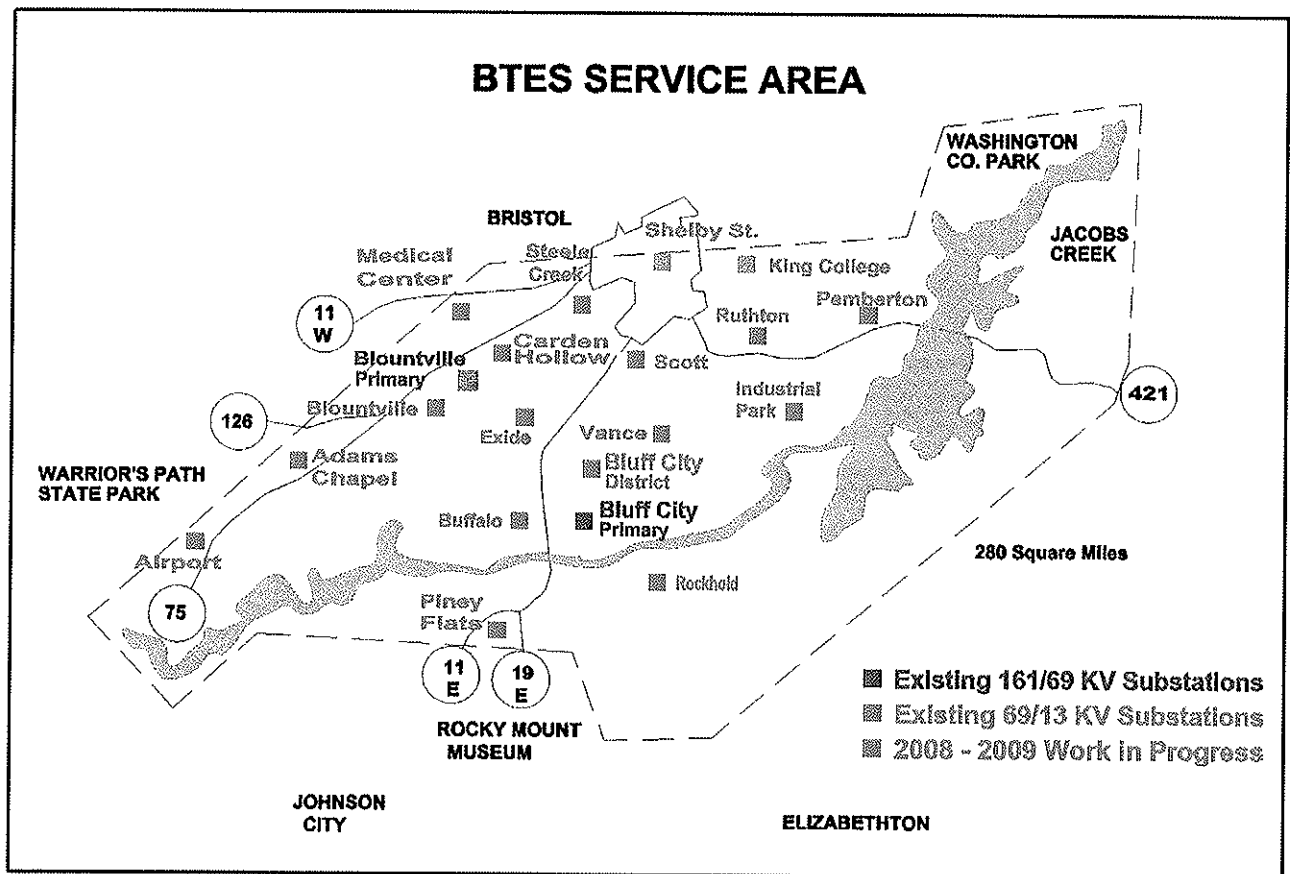 BTES SERVICE AREA
WASHINGTON
CO. PARK
BRISTOL
Shelby St.
JACOBS
CREEK
Medical
Center
Steele
Creek
King College
Pemberton
11
W
Ruthton
Carden
Hollow
Scott
Blountville
Primary
Industrial
Park
421
126
Blountville
Exide
Vance
Adams
Chapel
Bluff City
District
WARRIOR'S PATH
STATE PARK
Buffalo
Bluff City
Primary
Airport
280 Square Miles
Rockhold
75
Piney
Flats
11
E
19
E
Existing 161/69 KV Substations
Existing 69/13 KV Substations
2008 - 2009 Work in Progress
ROCKY MOUNT
MUSEUM
JOHNSON
CITY
ELIZABETHTON